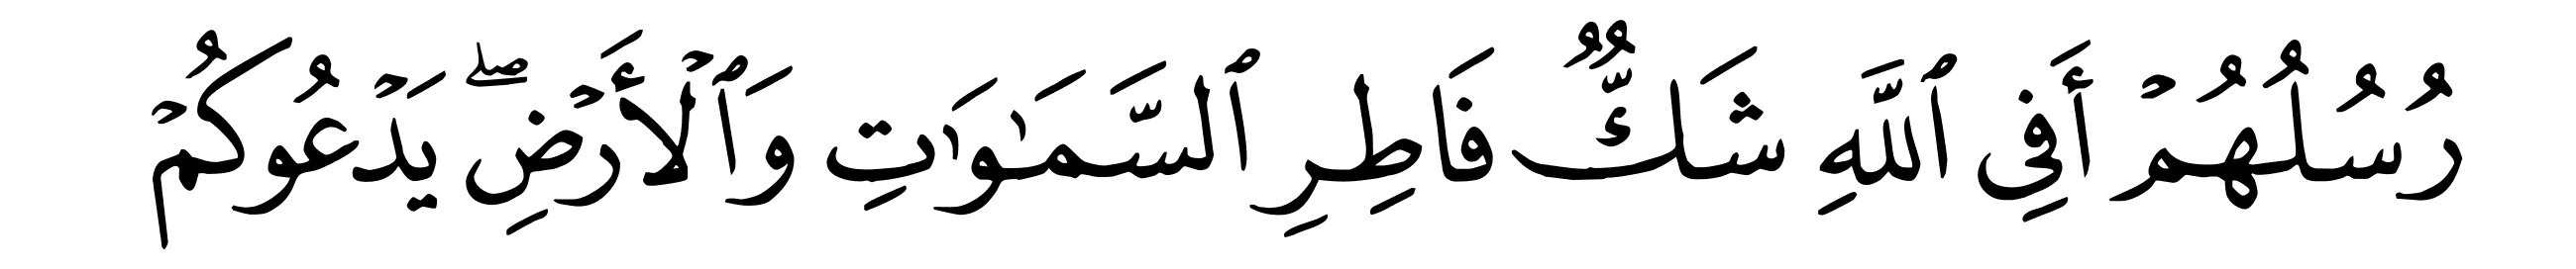 رُسُلُهُمۡ أَفِي ٱللَّهِ شَكّٞ فَاطِرِ ٱلسَّمَٰوَٰتِ وَٱلۡأَرۡضِۖ يَدۡعُوكُمۡ